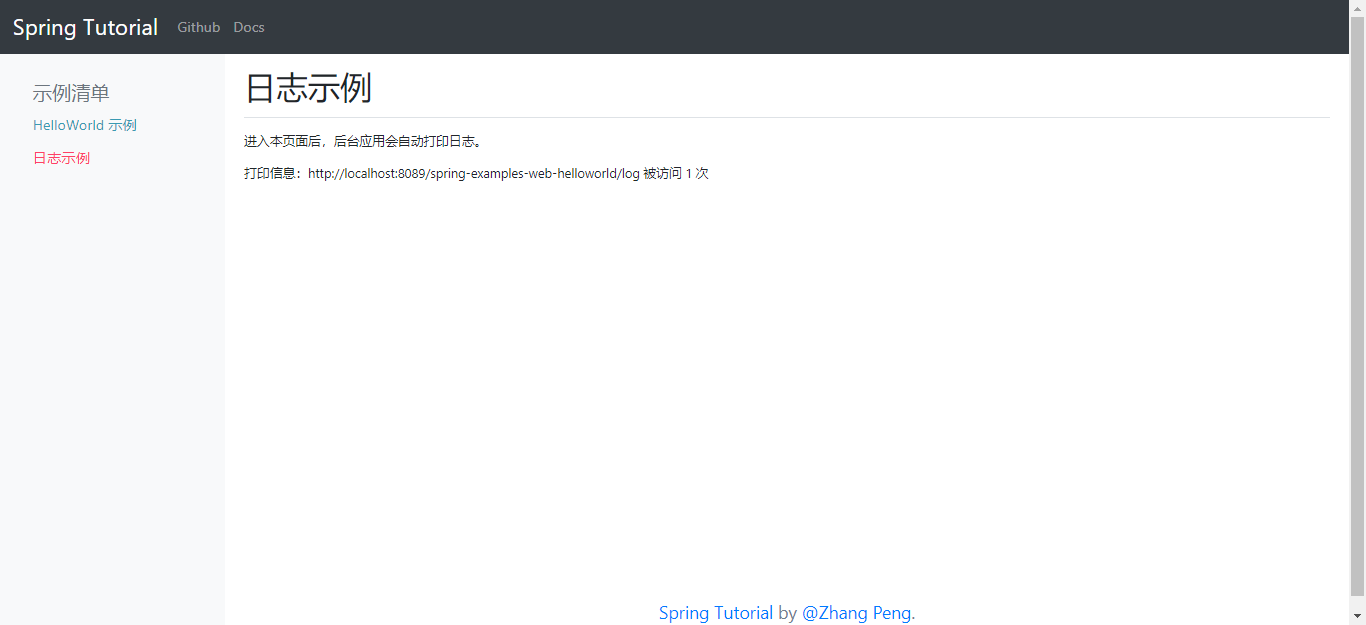 Spring Tutorial Github Docs
示例清单
HelloWorld 示例
日志示例
日志示例
进入本页面后，后台应用会自动打印日志。
打印信息：http://localhost:8089/spring-examples-web-helloworld/log 被访问 1 次
Spring Tutorial by @Zhang Peng.